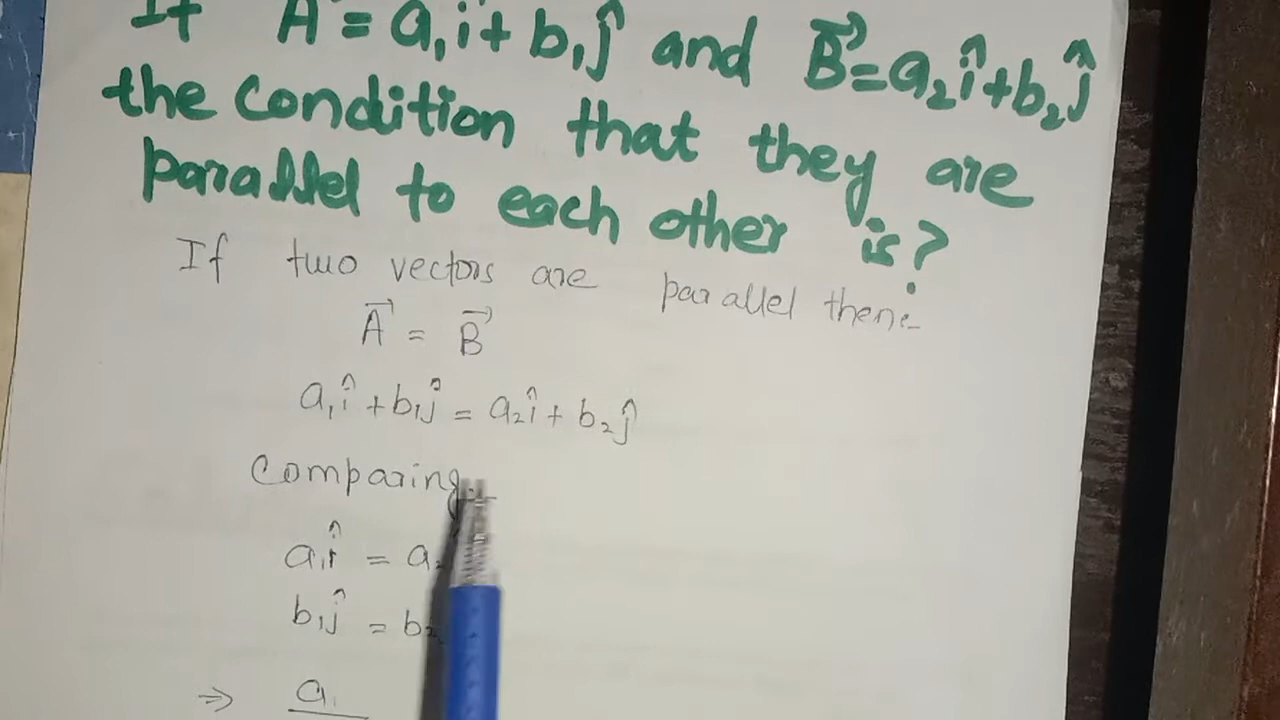 If A = a₁i + b₁ĵ and B⃗ = a₂î + b₂ĵ
the condition that they are
parallel to each other is?
If two vectors are parallel then:-
A⃗ = B⃗
a₁î + b₁ĵ = a₂î + b₂ĵ
Comparing
a₁î = a₂
b₁ĵ = b₂
⇒ a₁